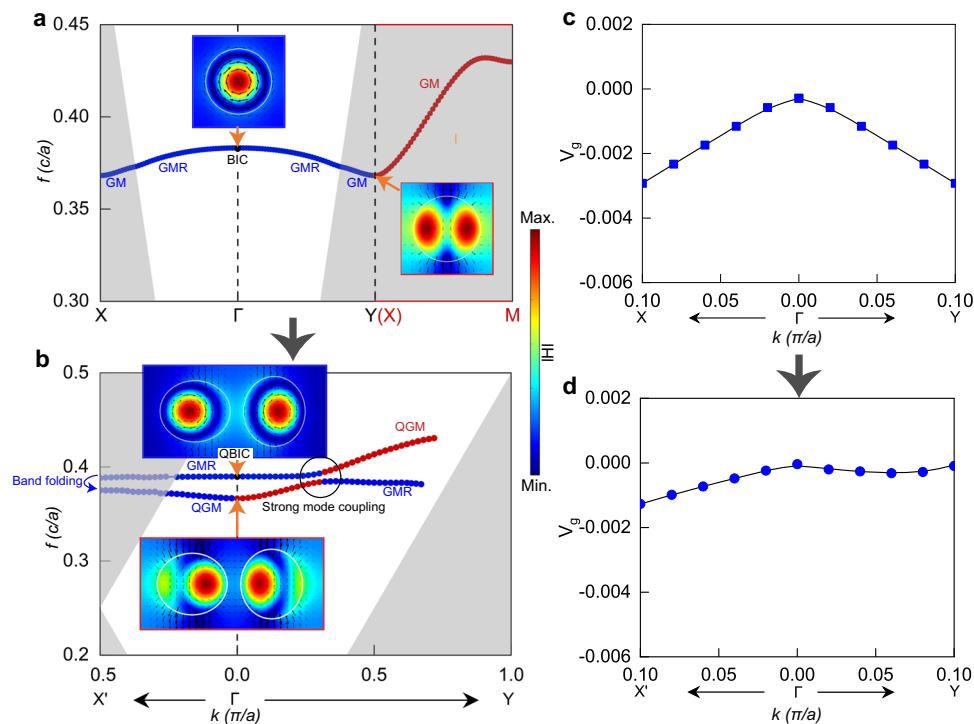 a
0.45
0.40
0.35
0.30
f (c/a)
GM
GMR
BIC
GMR
GM
GM
X
Γ
Y(X)
M
b
0.5
0.4
0.3
0.2
f (c/a)
Band folding
GMR
QBIC
QGM
QGM
GMR
Strong mode coupling
0.5
0.0
0.5
1.0
X'
Γ
Y
k (π/a)
Max.
|H|
Min.
c
0.002
0.000
-0.002
-0.004
-0.006
Vg
0.10
0.05
0.00
0.05
0.10
X
Γ
Y
k (π/a)
d
0.002
0.000
-0.002
-0.004
-0.006
Vg
0.10
0.05
0.00
0.05
0.10
X'
Γ
Y
k (π/a)